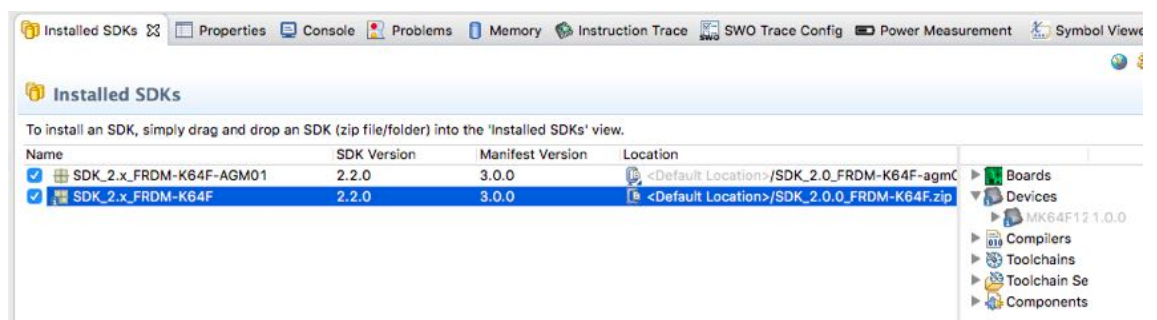 Installed SDKs Properties Console Problems Memory Instruction Trace SWO Trace Config Power Measurement Symbol Viewe
Installed SDKs
To install an SDK, simply drag and drop an SDK (zip file/folder) into the 'Installed SDKs' view.
Name SDK Version Manifest Version Location
SDK_2.x_FRDM-K64F-AGM01 2.2.0 3.0.0 <Default Location>/SDK_2.0_FRDM-K64F-agm0
SDK_2.x_FRDM-K64F 2.2.0 3.0.0 <Default Location>/SDK_2.0.0_FRDM-K64F.zip
Boards
Devices
MK64F12 1.0.0
Compilers
Toolchains
Toolchain Se
Components